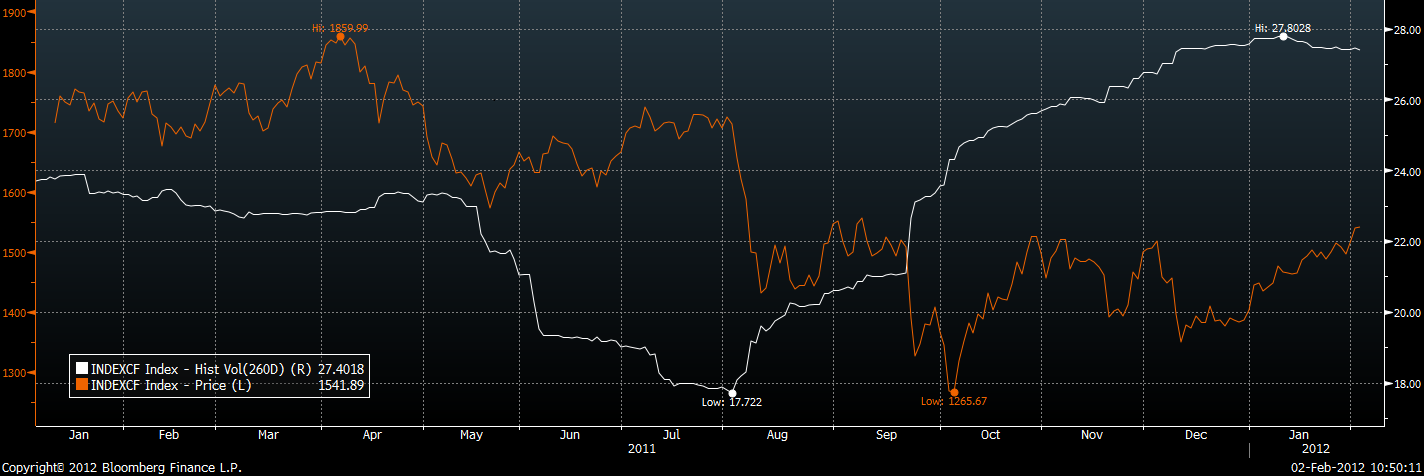 1900
Hi: 1859.99
Hi: 27.8028
28.00
1800
26.00
1700
24.00
1600
22.00
1500
20.00
1400
INDEXCF Index - Hist Vol(260D) (R) 27.4018
INDEXCF Index - Price (L) 1541.89
1300
18.00
Low: 17.722
Low: 1265.67
Jan Feb Mar Apr May Jun Jul Aug Sep Oct Nov Dec Jan
2011 2012
Copyright© 2012 Bloomberg Finance L.P. 02-Feb-2012 10:50:11